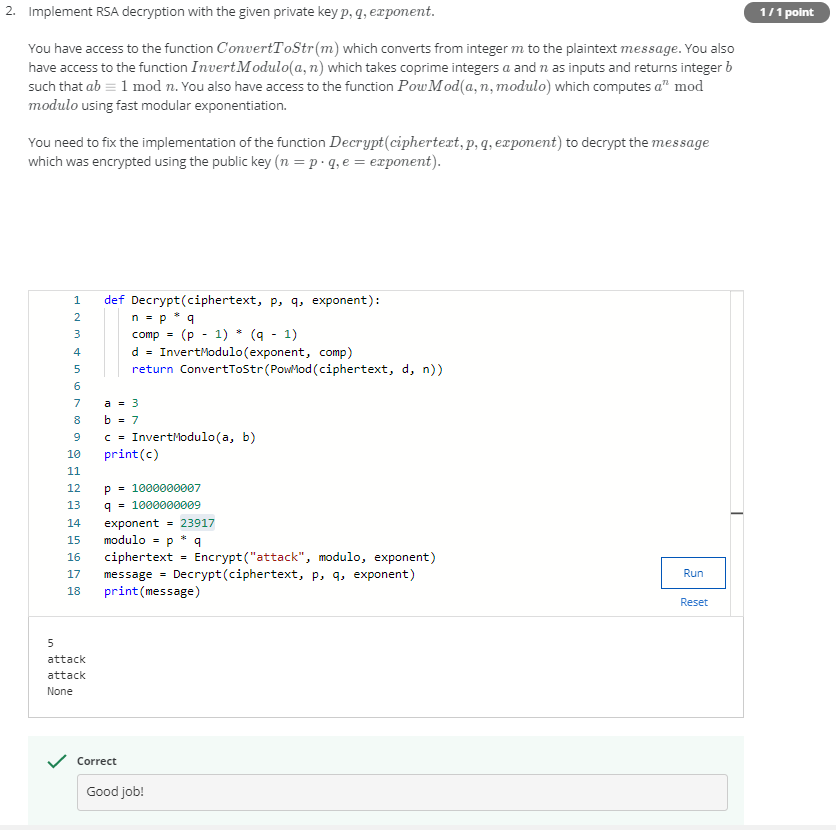 2. Implement RSA decryption with the given private key p, q, exponent.
1 / 1 point
You have access to the function ConvertToStr(m) which converts from integer m to the plaintext message. You also
have access to the function InvertModulo(a, n) which takes coprime integers a and n as inputs and returns integer b
such that ab ≡ 1 mod n. You also have access to the function PowMod(a, n, modulo) which computes aⁿ mod
modulo using fast modular exponentiation.
You need to fix the implementation of the function Decrypt(ciphertext, p, q, exponent) to decrypt the message
which was encrypted using the public key (n = p · q, e = exponent).
1 def Decrypt(ciphertext, p, q, exponent):
2 n = p * q
3 comp = (p - 1) * (q - 1)
4 d = InvertModulo(exponent, comp)
5 return ConvertToStr(PowMod(ciphertext, d, n))
6
7 a = 3
8 b = 7
9 c = InvertModulo(a, b)
10 print(c)
11
12 p = 1000000007
13 q = 1000000009
14 exponent = 23917
15 modulo = p * q
16 ciphertext = Encrypt("attack", modulo, exponent)
17 message = Decrypt(ciphertext, p, q, exponent)
18 print(message)
Run
Reset
5
attack
attack
None
Correct
Good job!